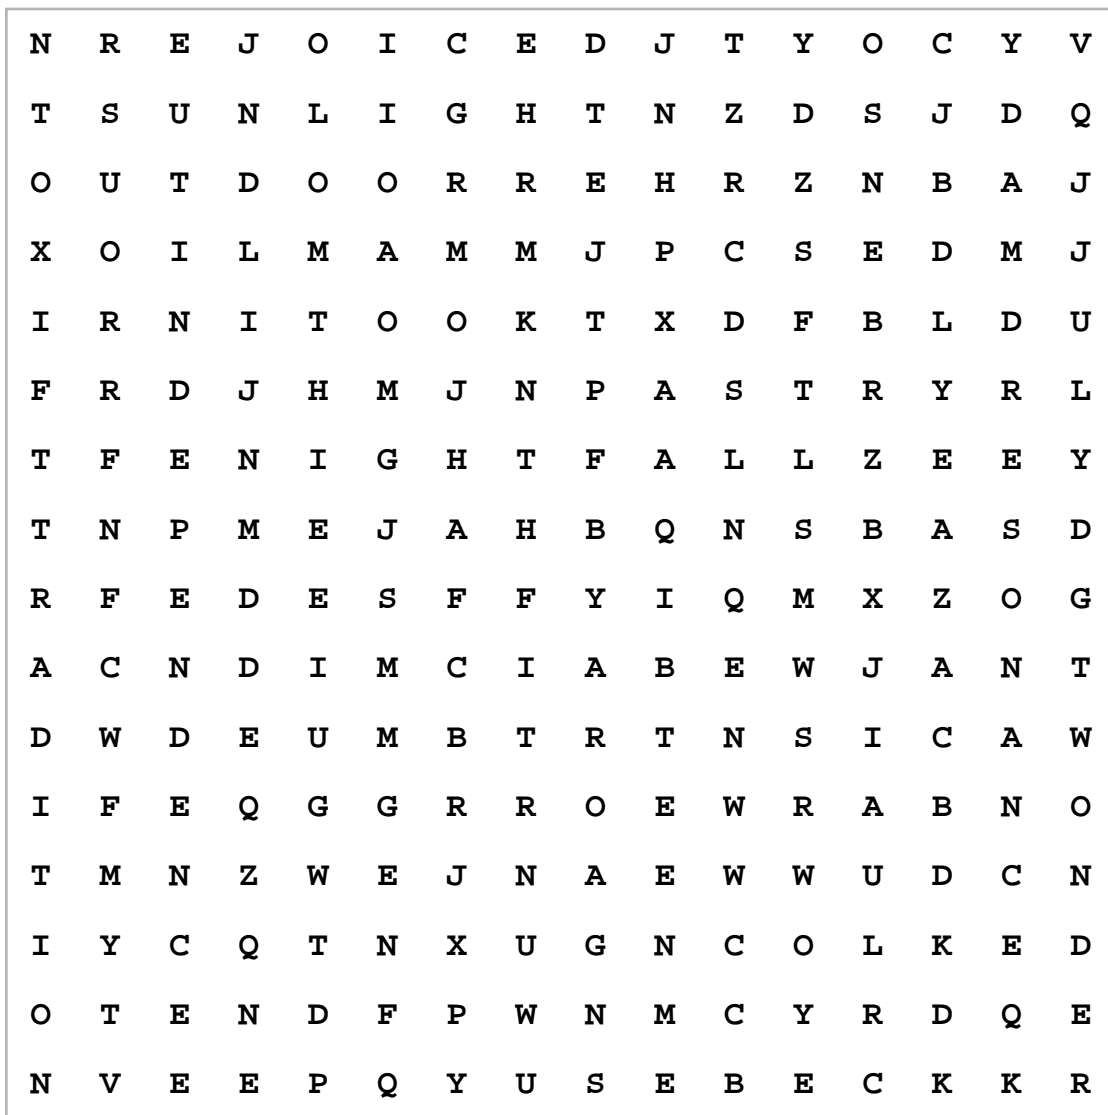 N R E J O I C E D J T Y O C Y V
T S U N L I G H T N Z D S J D Q
O U T D O O R R E H R Z N B A J
X O I L M A M M J P C S E D M J
I R N I T O O K T X D F B L D U
F R D J H M J N P A S T R Y R L
T F E N I G H T F A L L Z E E Y
T N P M E J A H B Q N S B A S D
R F E D E S F F Y I Q M X Z O G
A C N D I M C I A B E W J A N T
D W D E U M B T R T N S I C A W
I F E Q G G R R O E W R A B N O
T M N Z W E J N A E W W U D C N
I Y C Q T N X U G N C O L K E D
O T E N D F P W N M C Y R D Q E
N V E E P Q Y U S E B E C K K R